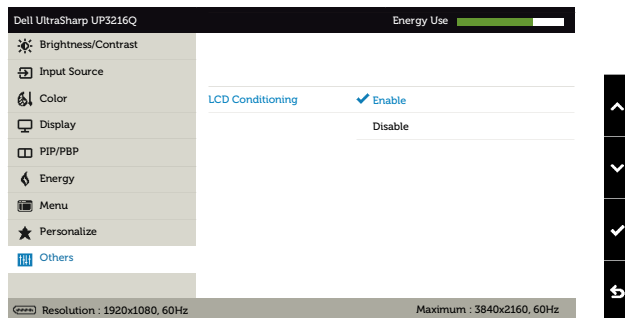 Dell UltraSharp UP3216Q Energy Use
Brightness/Contrast
Input Source
Color
LCD Conditioning Enable
Display
Disable
PIP/PBP
Energy
Menu
Personalize
Others
Resolution : 1920x1080, 60Hz Maximum : 3840x2160, 60Hz